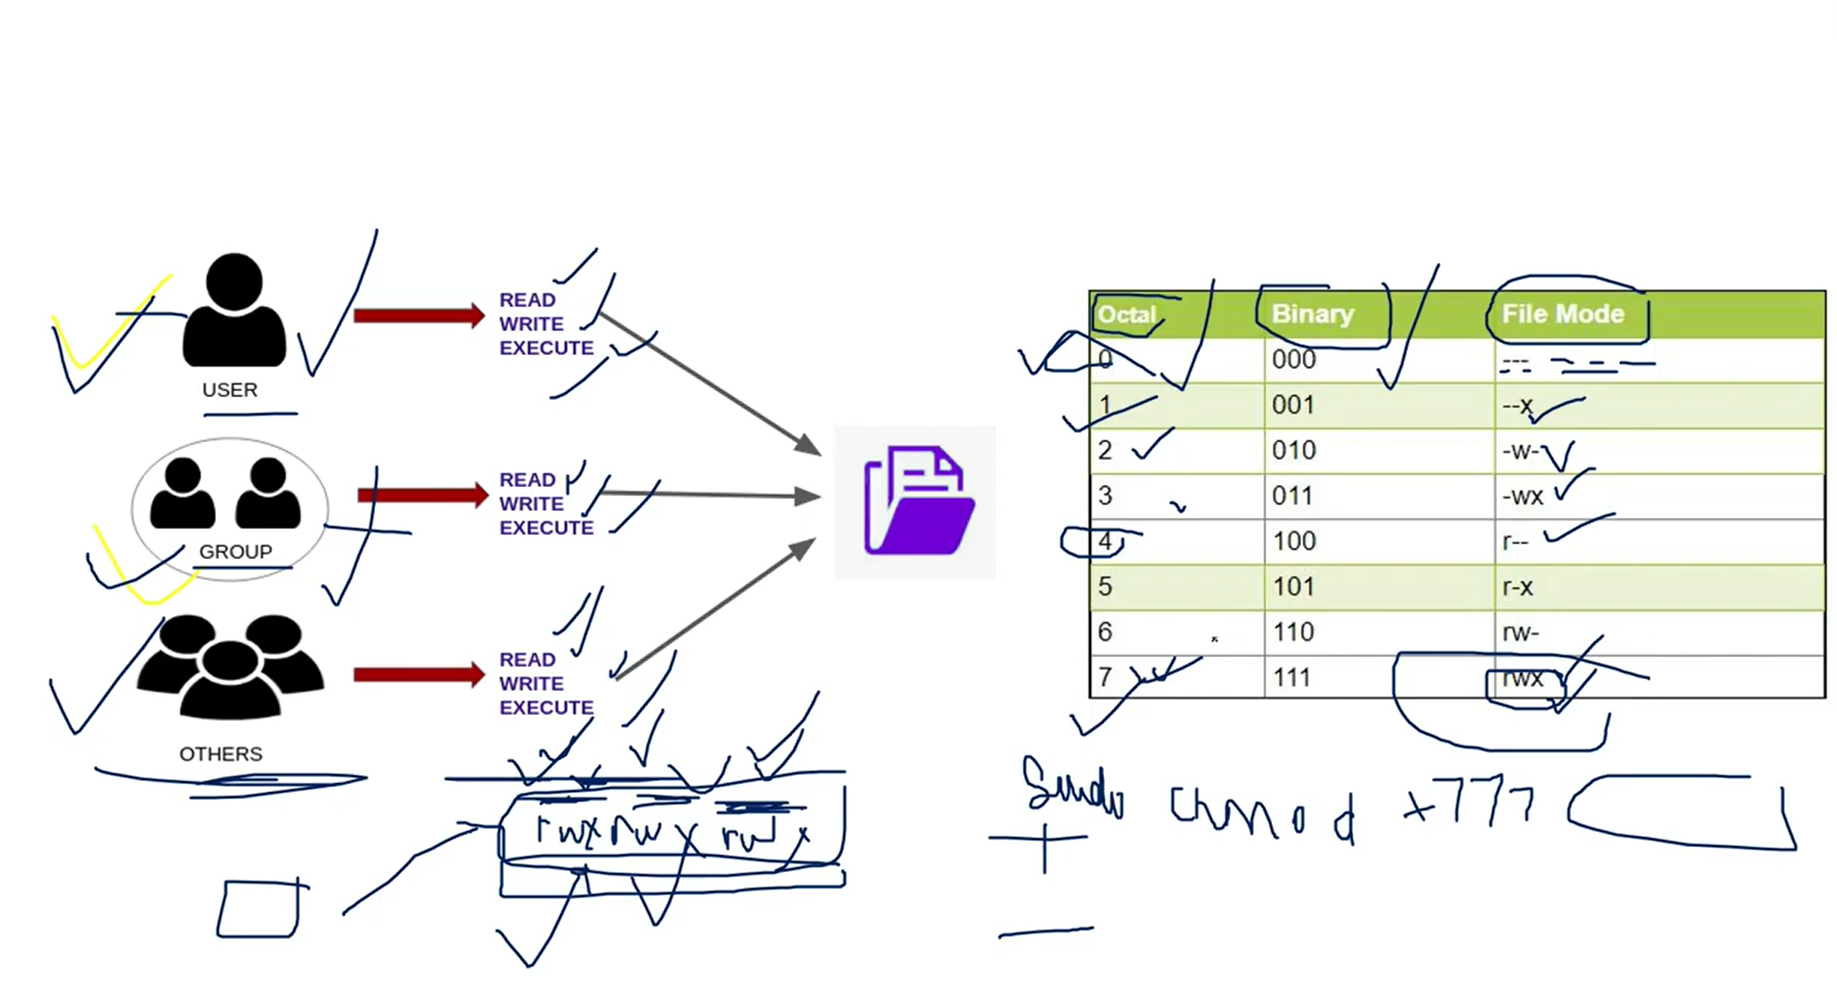 READ
WRITE
EXECUTE
USER
READ
WRITE
EXECUTE
GROUP
READ
WRITE
EXECUTE
OTHERS
rwx rwx rwx
Octal Binary File Mode
0 000 ---
1 001 --x
2 010 -w-
3 011 -wx
4 100 r--
5 101 r-x
6 110 rw-
7 111 rwx
Sudo chmod +777
+
-